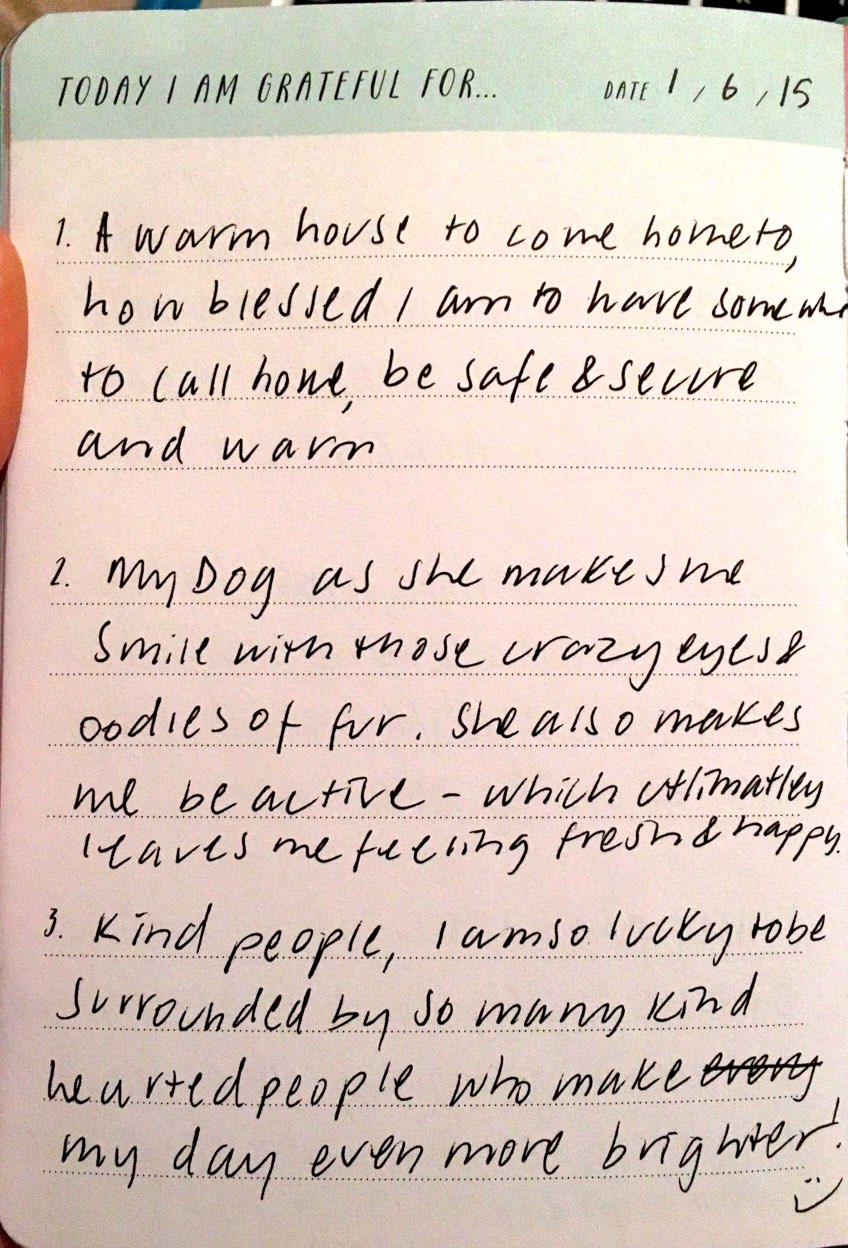 TODAY I AM GRATEFUL FOR... DATE 1 / 6 / 15
1. A warm house to come home to,
how blessed I am to have somewhe
to call home, be safe & secure
and warm
2. My Dog as she makes me
smile with those crazy eyes &
oodles of fur. She also makes
me be active - which ultimatley
leaves me feeling fresh & happy.
3. Kind people, I am so lucky to be
surrounded by so many kind
hearted people who make every
my day even more brighter!